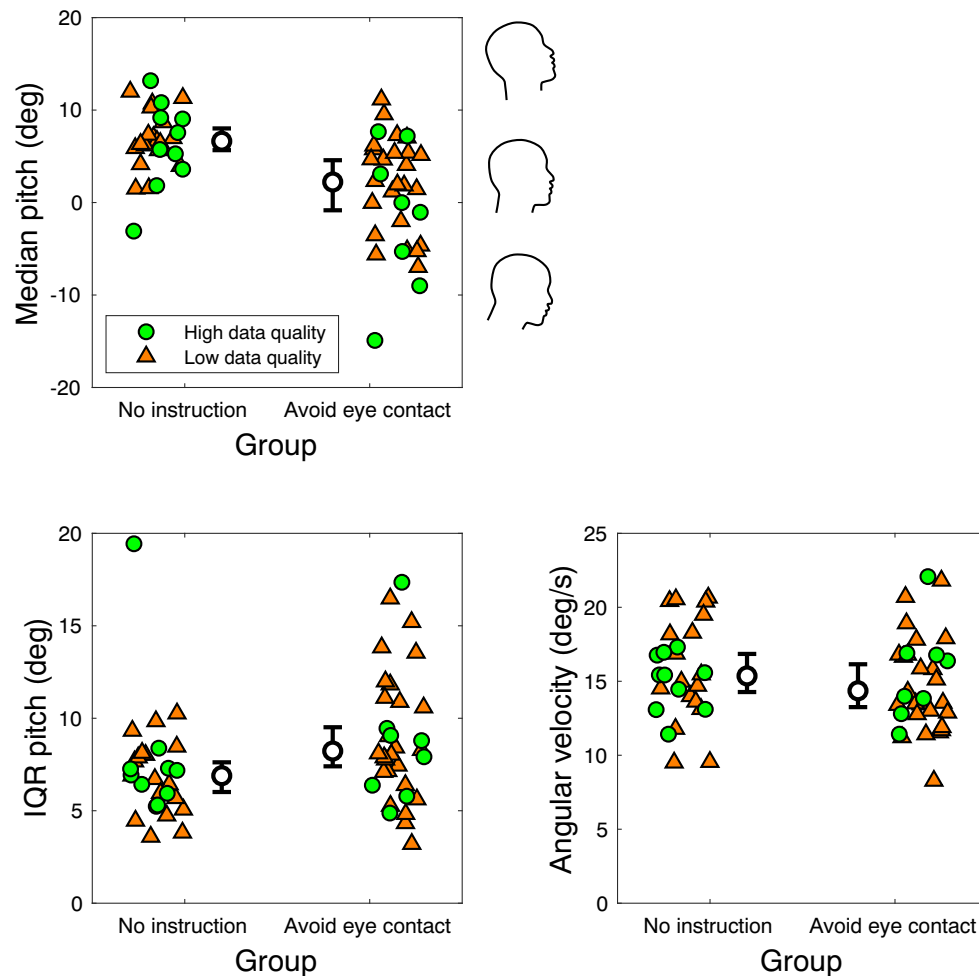 20
10
0
-10
-20
Median pitch (deg)
High data quality
Low data quality
No instruction
Avoid eye contact
Group
20
15
10
5
0
IQR pitch (deg)
No instruction
Avoid eye contact
Group
25
20
15
10
5
0
Angular velocity (deg/s)
No instruction
Avoid eye contact
Group